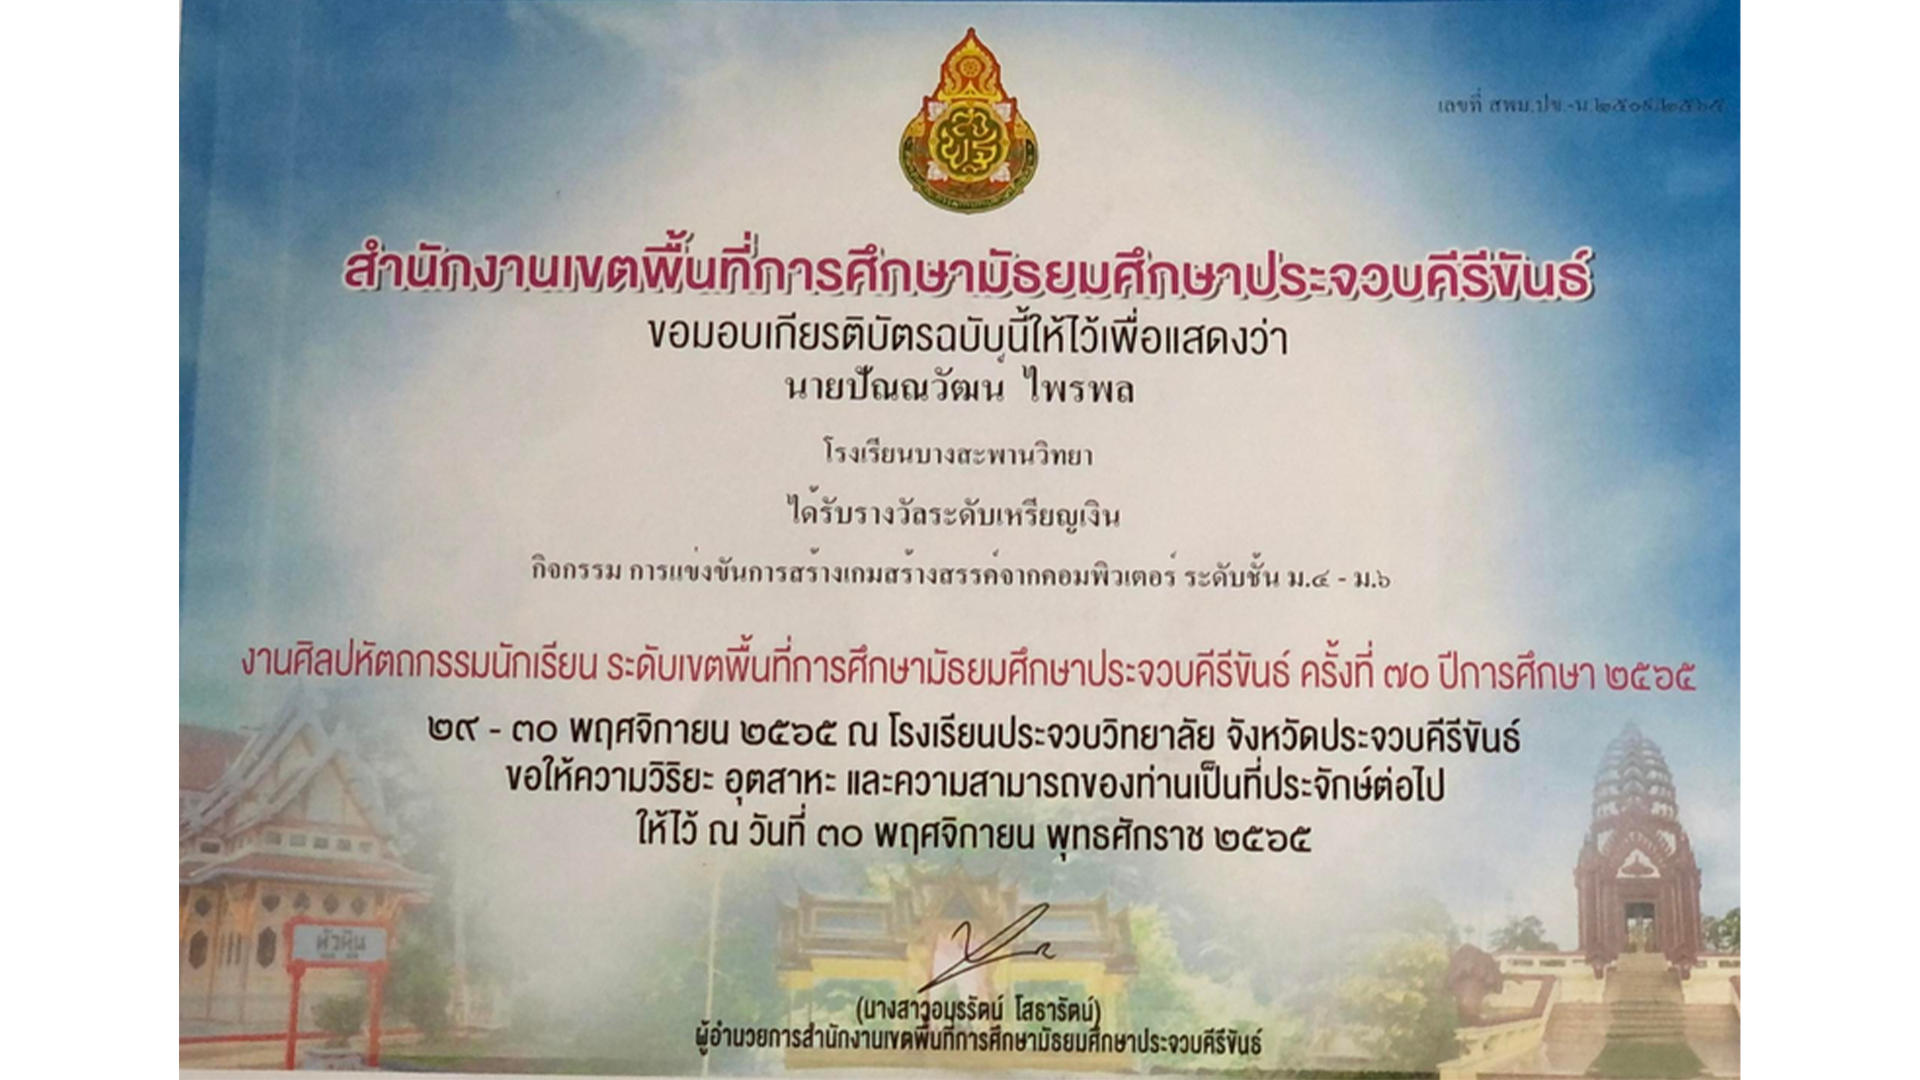 เลขที่ สพม.ปข.-น.๒๕๐๙/๒๕๖๕
สำนักงานเขตพื้นที่การศึกษามัธยมศึกษาประจวบคีรีขันธ์
ขอมอบเกียรติบัตรฉบับนี้ให้ไว้เพื่อแสดงว่า
นายปัณณวัฒน์ ไพรพล
โรงเรียนบางสะพานวิทยา
ได้รับรางวัลระดับเหรียญเงิน
กิจกรรม การแข่งขันการสร้างเกมสร้างสรรค์จากคอมพิวเตอร์ ระดับชั้น ม.๔ - ม.๖
งานศิลปหัตถกรรมนักเรียน ระดับเขตพื้นที่การศึกษามัธยมศึกษาประจวบคีรีขันธ์ ครั้งที่ ๗๐ ปีการศึกษา ๒๕๖๕
๒๙ - ๓๐ พฤศจิกายน ๒๕๖๕ ณ โรงเรียนประจวบวิทยาลัย จังหวัดประจวบคีรีขันธ์
ขอให้ความวิริยะ อุตสาหะ และความสามารถของท่านเป็นที่ประจักษ์ต่อไป
ให้ไว้ ณ วันที่ ๓๐ พฤศจิกายน พุทธศักราช ๒๕๖๕
หัวหิน
(นางสาวอมรรัตน์ โสธารัตน์)
ผู้อำนวยการสำนักงานเขตพื้นที่การศึกษามัธยมศึกษาประจวบคีรีขันธ์